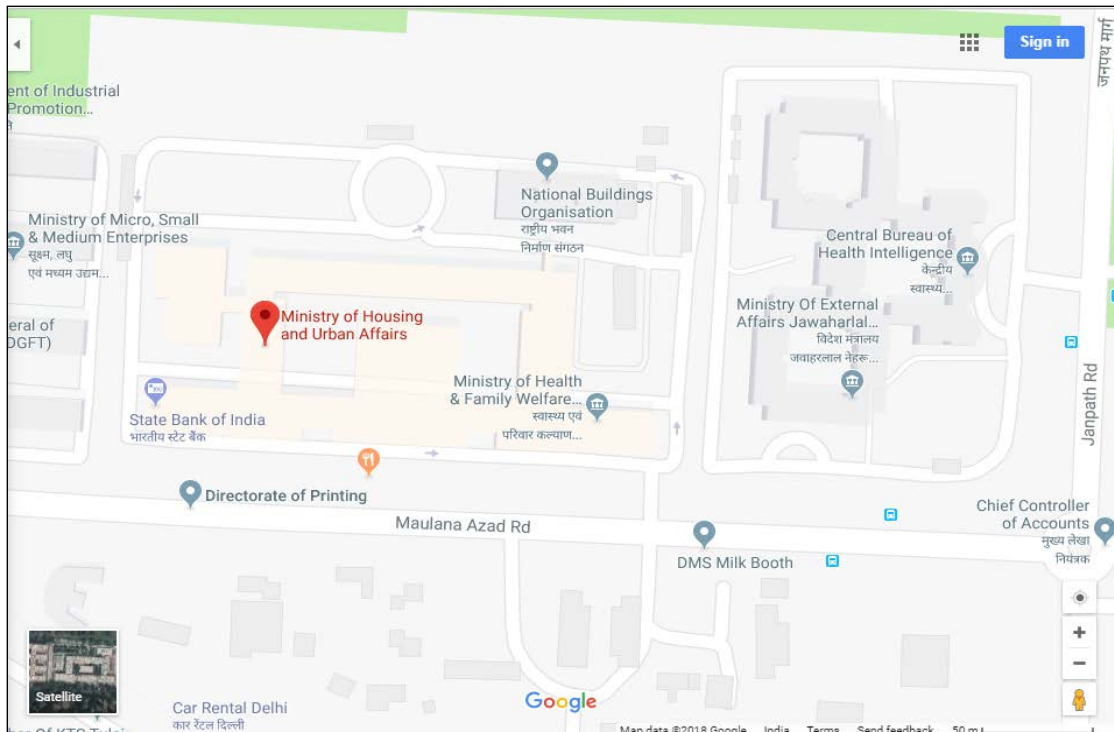 Sign in
जनपथ मार्ग
ent of Industrial
Promotion...
National Buildings
Organisation
राष्ट्रीय भवन
निर्माण संगठन
Ministry of Micro, Small
& Medium Enterprises
सूक्ष्म, लघु
एवं मध्यम उद्यम...
Central Bureau of
Health Intelligence
केन्द्रीय
स्वास्थ्य...
Ministry of Housing
and Urban Affairs
Ministry Of External
Affairs Jawaharlal...
विदेश मंत्रालय
जवाहरलाल नेहरू...
eral of
DGFT)
Ministry of Health
& Family Welfare...
स्वास्थ्य एवं
परिवार कल्याण...
State Bank of India
भारतीय स्टेट बैंक
Janpath Rd
Directorate of Printing
Maulana Azad Rd
Chief Controller
of Accounts
मुख्य लेखा
नियंत्रक
DMS Milk Booth
Satellite
Car Rental Delhi
कार रेंटल दिल्ली
Google
Map data ©2018 Google India Terms Send feedback 50 m